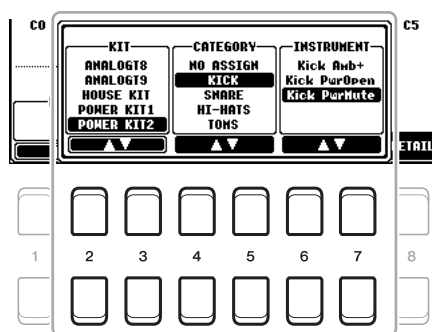 C0
C5
KIT
CATEGORY
INSTRUMENT
ANALOGT8
ANALOGT9
HOUSE KIT
POWER KIT1
POWER KIT2
NO ASSIGN
KICK
SNARE
HI-HATS
TOMS
Kick Amb+
Kick PwrOpen
Kick PwrMute
ETAIL
1 2 3 4 5 6 7 8